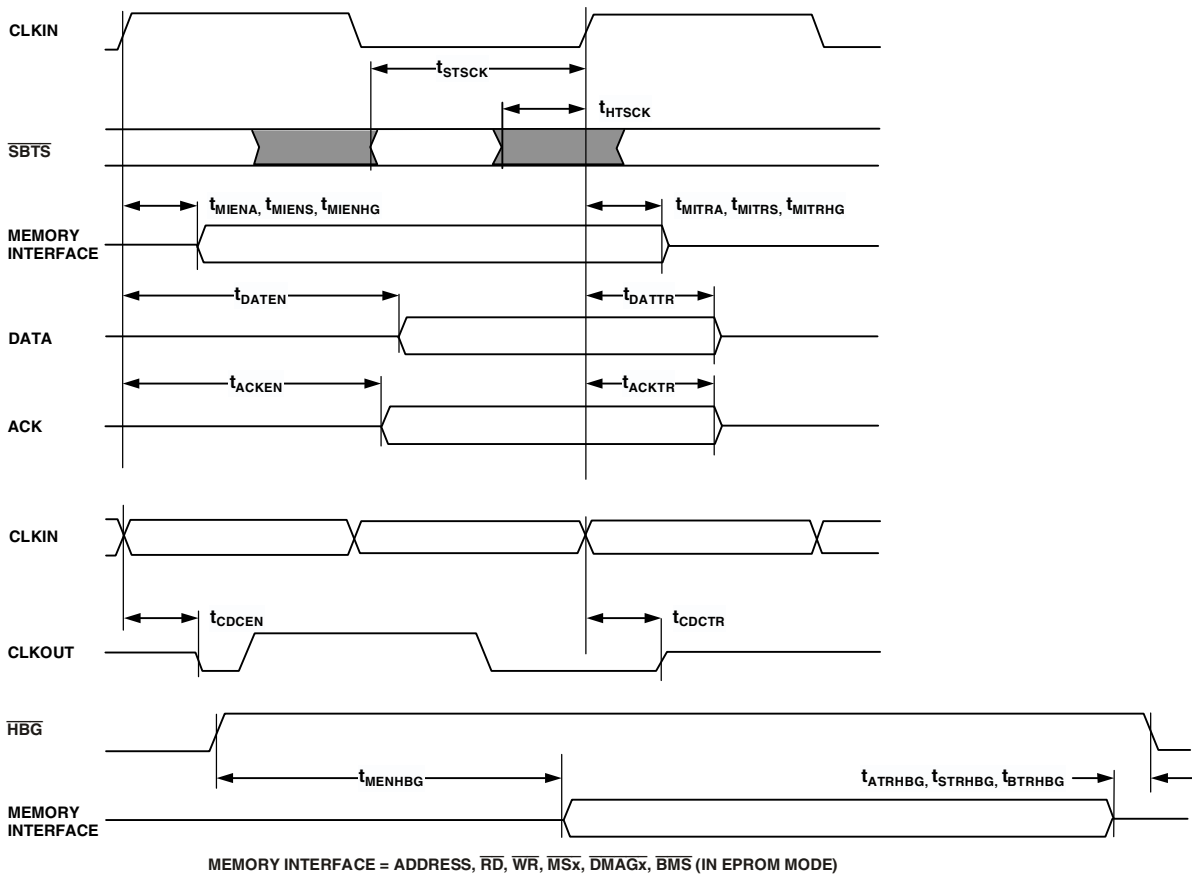 CLKIN
tSTSCK
tHTSCK
SBTS
tMIENA, tMIENS, tMIENHG
tMITRA, tMITRS, tMITRHG
MEMORY
INTERFACE
tDATEN
tDATTR
DATA
tACKEN
tACKTR
ACK
CLKIN
tCDCEN
tCDCTR
CLKOUT
HBG
tMENHBG
tATRHBG, tSTRHBG, tBTRHBG
MEMORY
INTERFACE
MEMORY INTERFACE = ADDRESS, RD, WR, MSx, DMAGx, BMS (IN EPROM MODE)